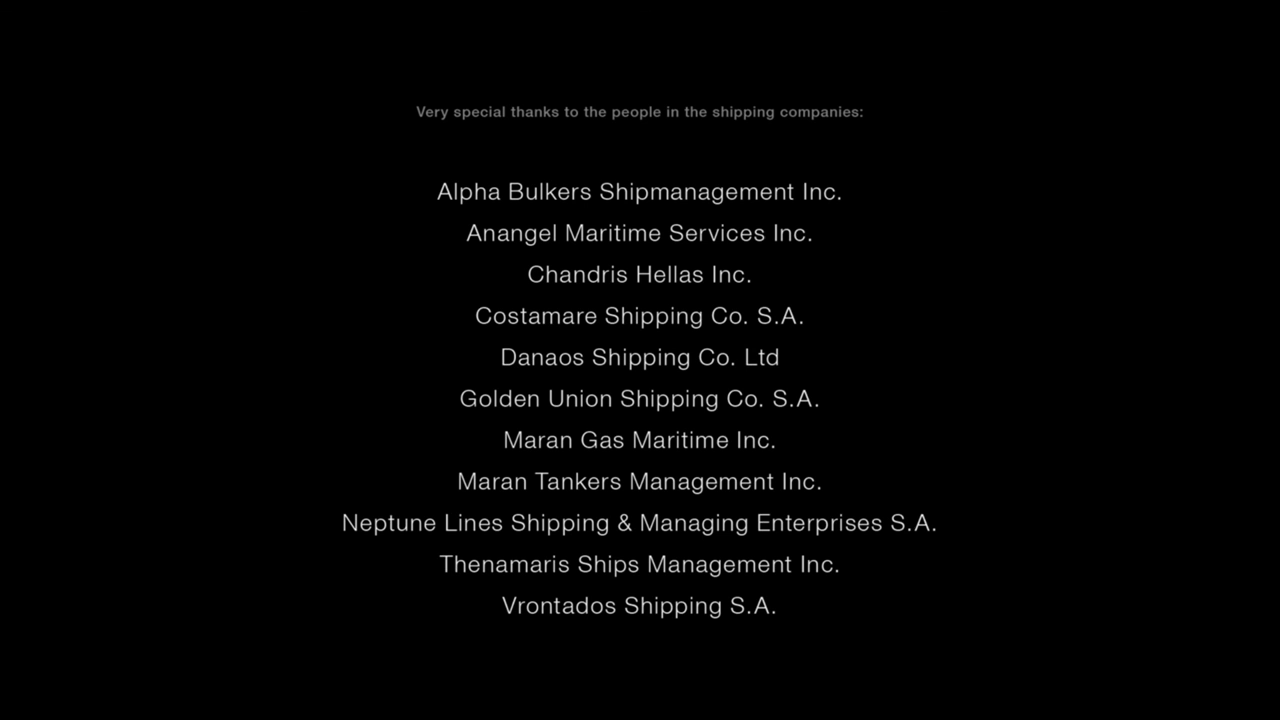 Very special thanks to the people in the shipping companies:
Alpha Bulkers Shipmanagement Inc.
Anangel Maritime Services Inc.
Chandris Hellas Inc.
Costamare Shipping Co. S.A.
Danaos Shipping Co. Ltd
Golden Union Shipping Co. S.A.
Maran Gas Maritime Inc.
Maran Tankers Management Inc.
Neptune Lines Shipping & Managing Enterprises S.A.
Thenamaris Ships Management Inc.
Vrontados Shipping S.A.